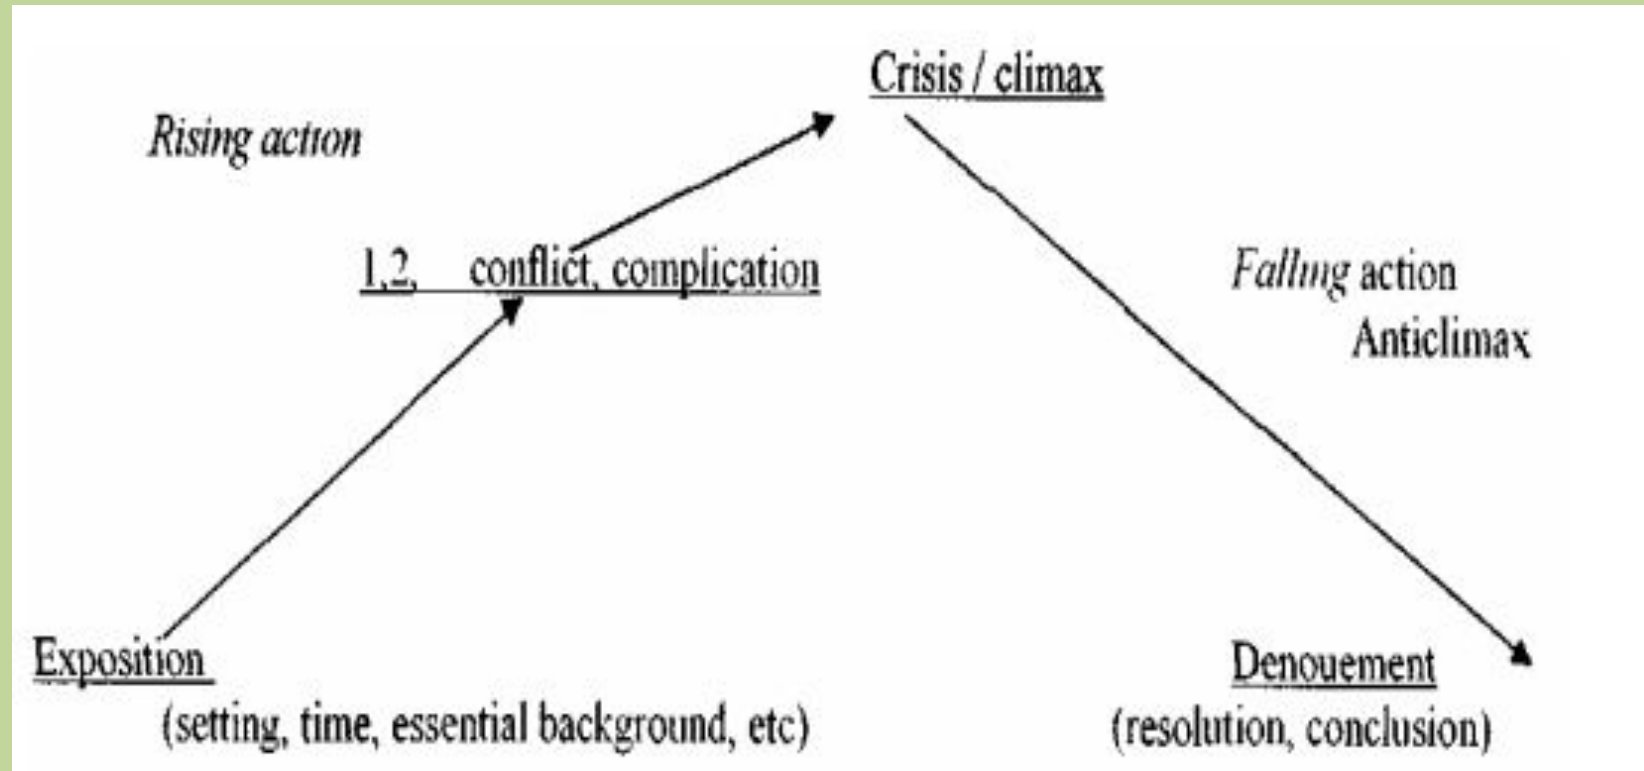 Crisis / climax
Rising action
1,2, conflict, complication
Falling action
Anticlimax
Exposition
(setting, time, essential background, etc)
Denouement
(resolution, conclusion)